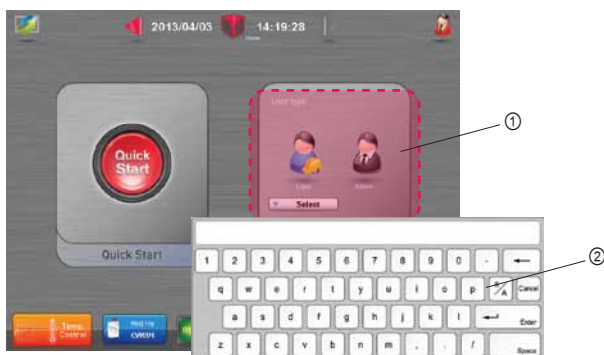 2013/04/03
14:19:28
Home
User type
①
Quick
Start
User
Admin
Select
Quick Start
1 2 3 4 5 6 7 8 9 0 - ←
②
q w e r t y u i o p S/A Cancel
a s d f g h j k l Enter
z x c v b n m , . / Space
Temp.
Control
CW001